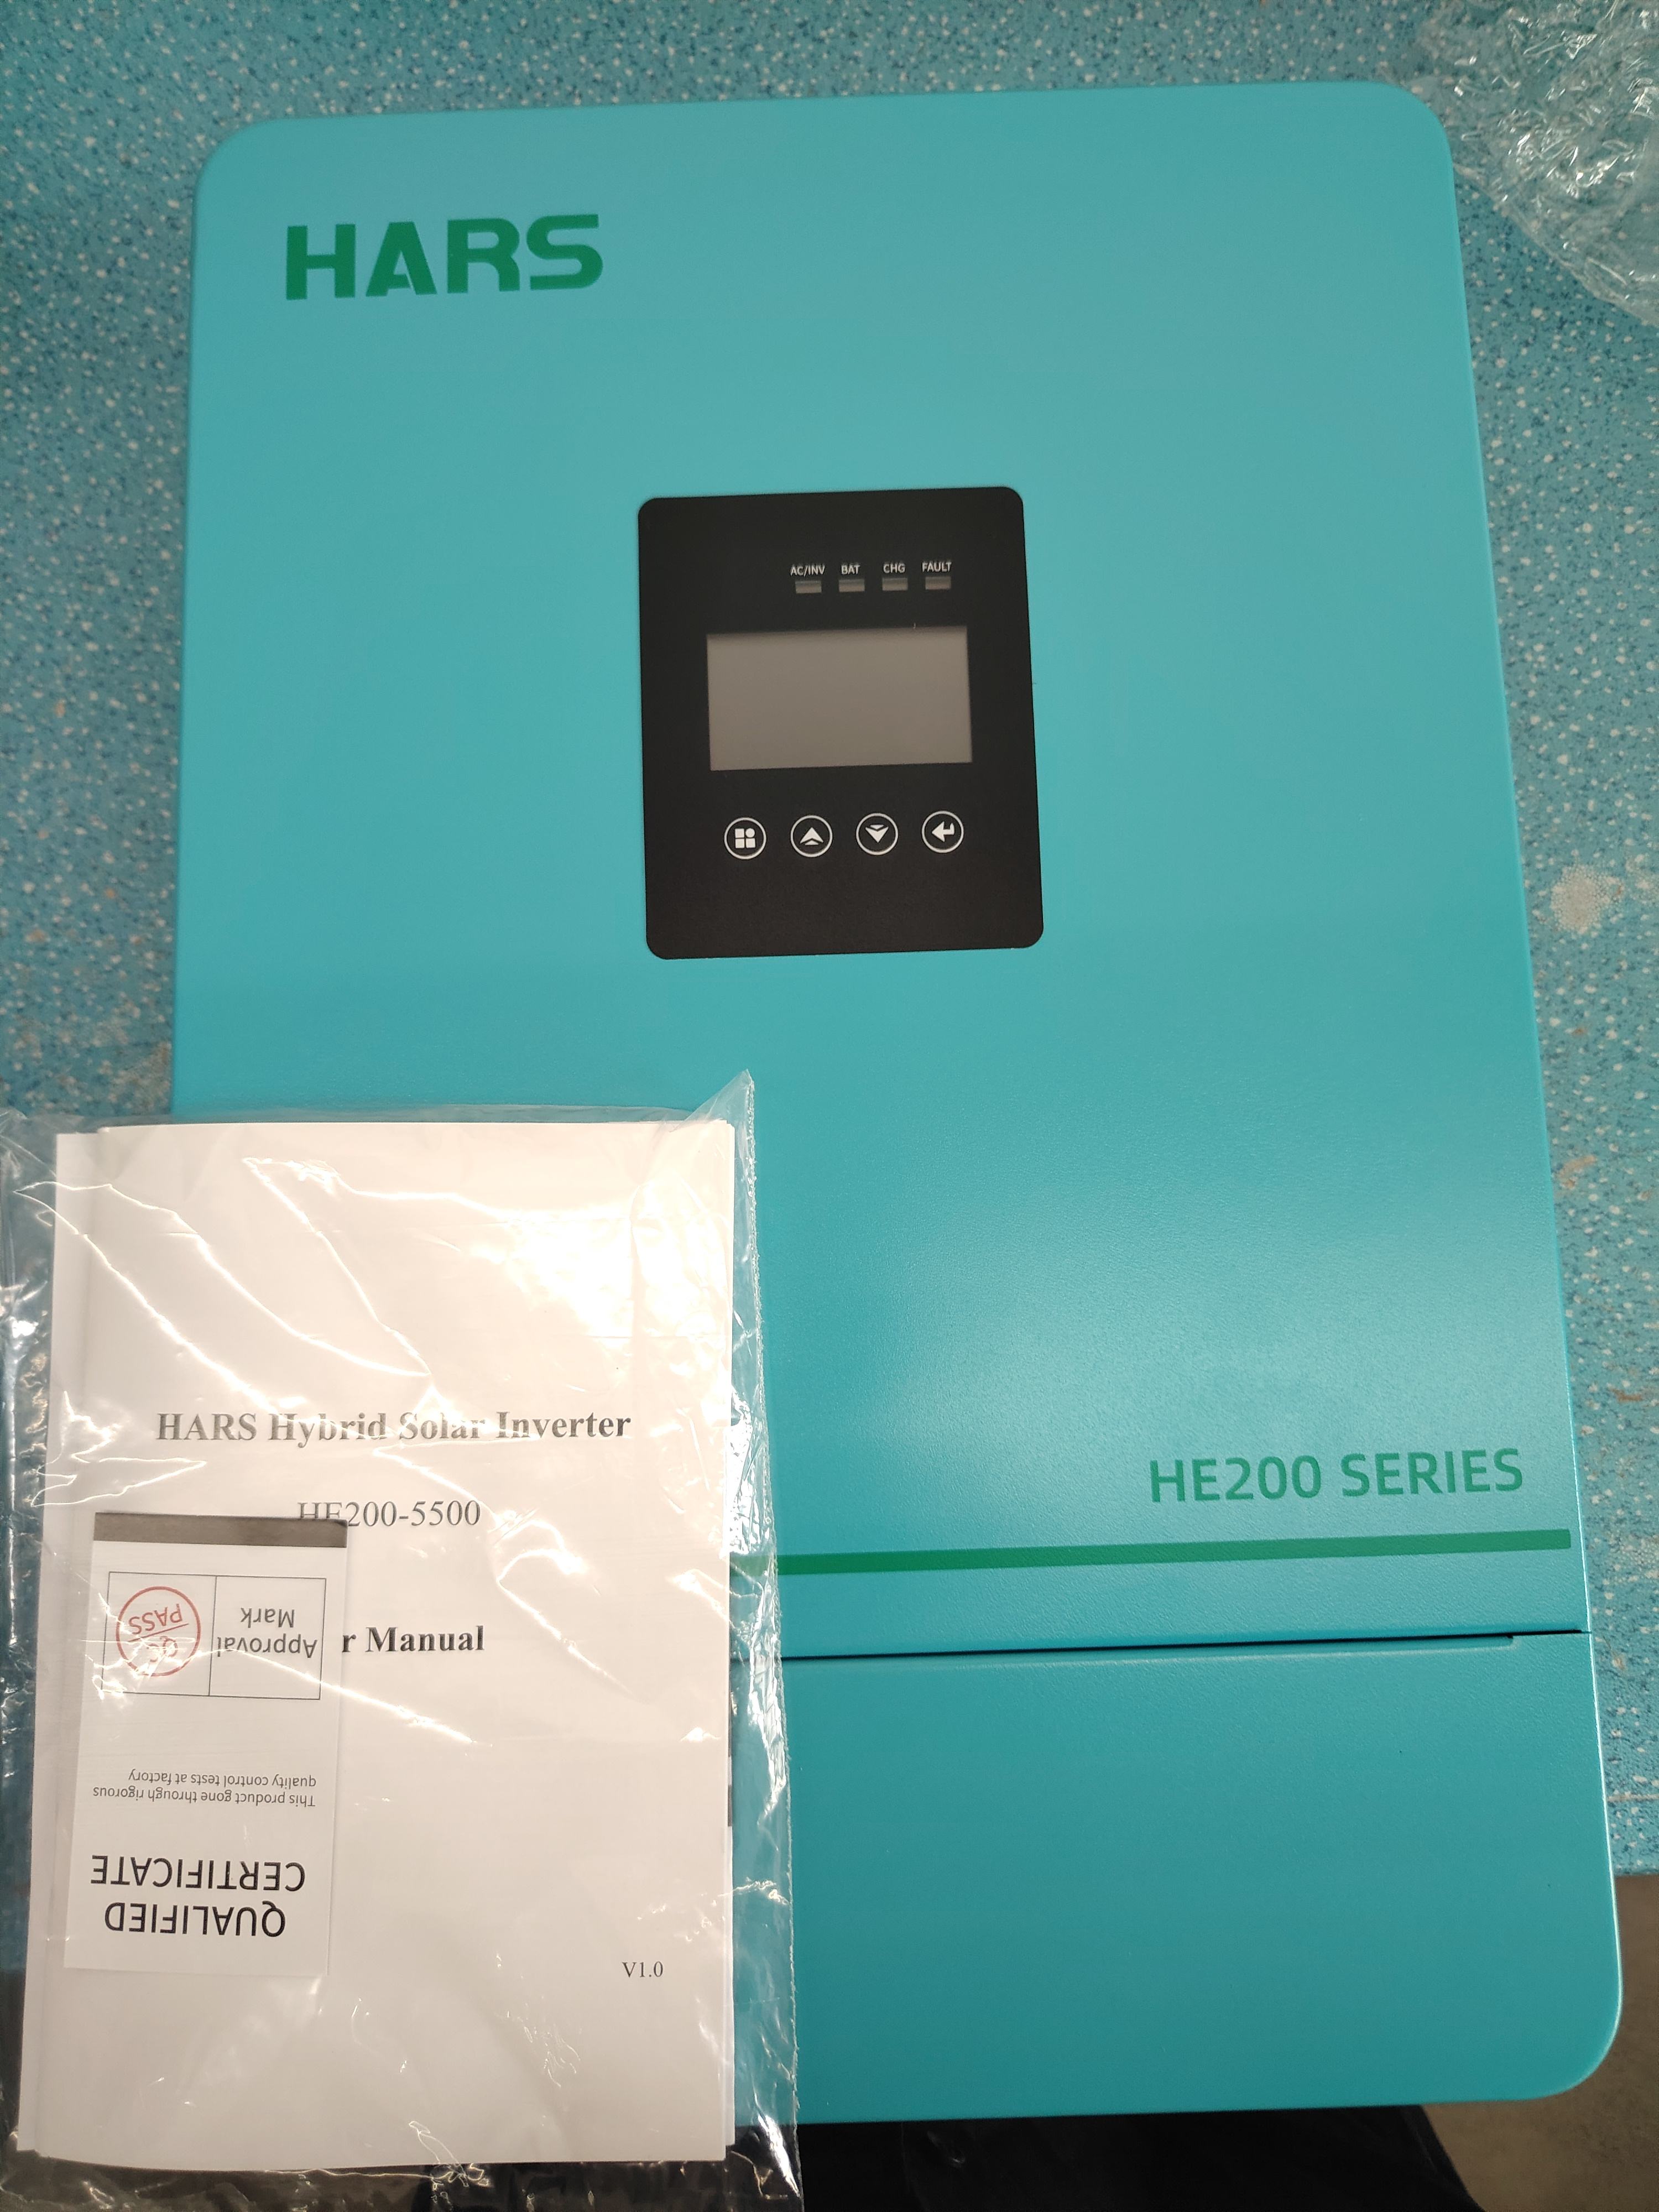 HARS
AC/INV BAT CHG FAULT
HE200 SERIES
HARS Hybrid Solar Inverter
HE200-5500
r Manual
V1.0
QUALIFIED
CERTIFICATE
This product gone through rigorous
quality control tests at factory
Approval
Mark
QC
PASS